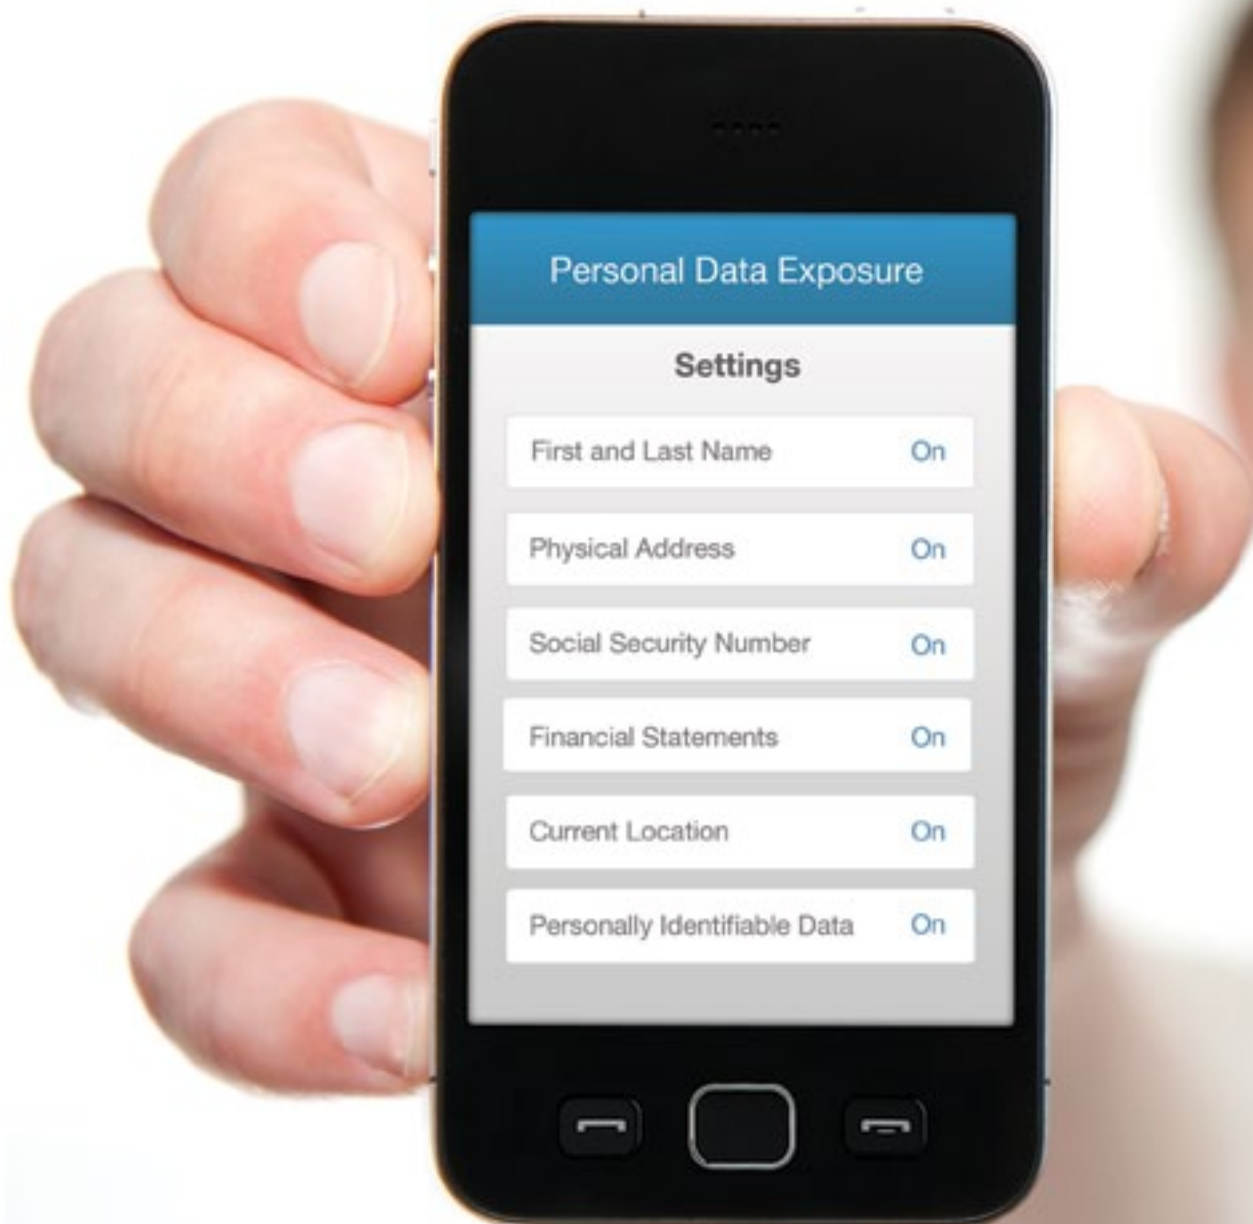 Personal Data Exposure
Settings
First and Last Name On
Physical Address On
Social Security Number On
Financial Statements On
Current Location On
Personally Identifiable Data On